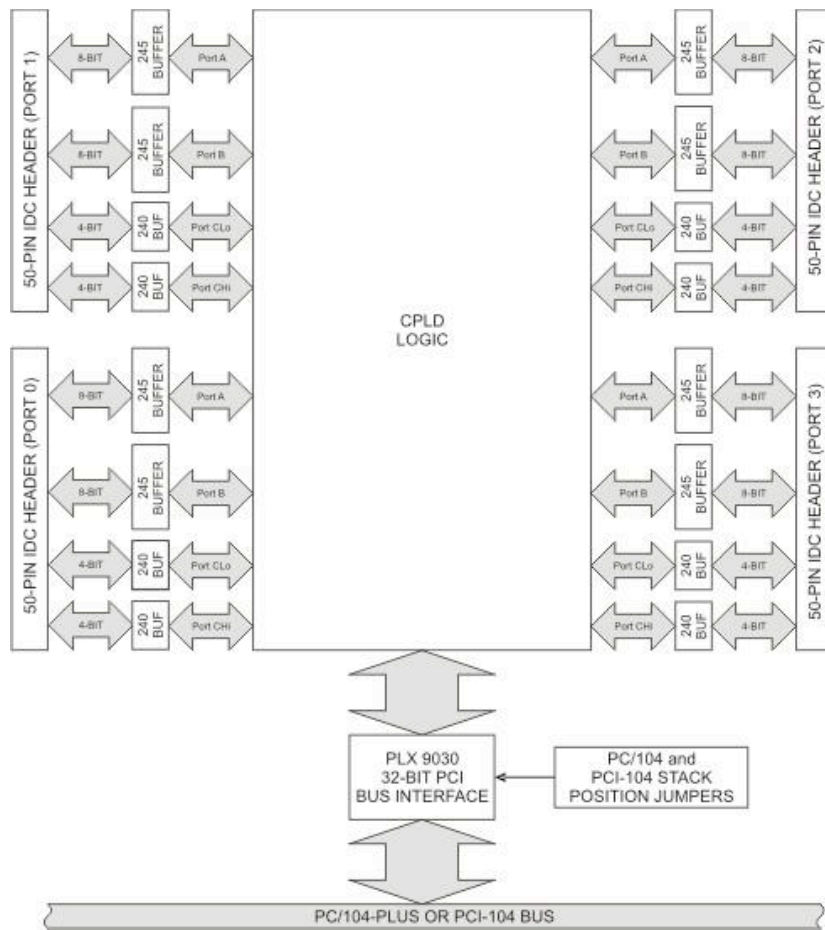 50-PIN IDC HEADER (PORT 1)
8-BIT
245
BUFFER
Port A
8-BIT
245
BUFFER
Port B
4-BIT
240
BUF
Port CLo
4-BIT
240
BUF
Port CHi
50-PIN IDC HEADER (PORT 0)
8-BIT
245
BUFFER
Port A
8-BIT
245
BUFFER
Port B
4-BIT
240
BUF
Port CLo
4-BIT
240
BUF
Port CHi
CPLD
LOGIC
Port A
245
BUFFER
8-BIT
Port B
245
BUFFER
8-BIT
Port CLo
240
BUF
4-BIT
Port CHi
240
BUF
4-BIT
50-PIN IDC HEADER (PORT 2)
Port A
245
BUFFER
8-BIT
Port B
245
BUFFER
8-BIT
Port CLo
240
BUF
4-BIT
Port CHi
240
BUF
4-BIT
50-PIN IDC HEADER (PORT 3)
PLX 9030
32-BIT PCI
BUS INTERFACE
PC/104 and
PCI-104 STACK
POSITION JUMPERS
PC/104-PLUS OR PCI-104 BUS